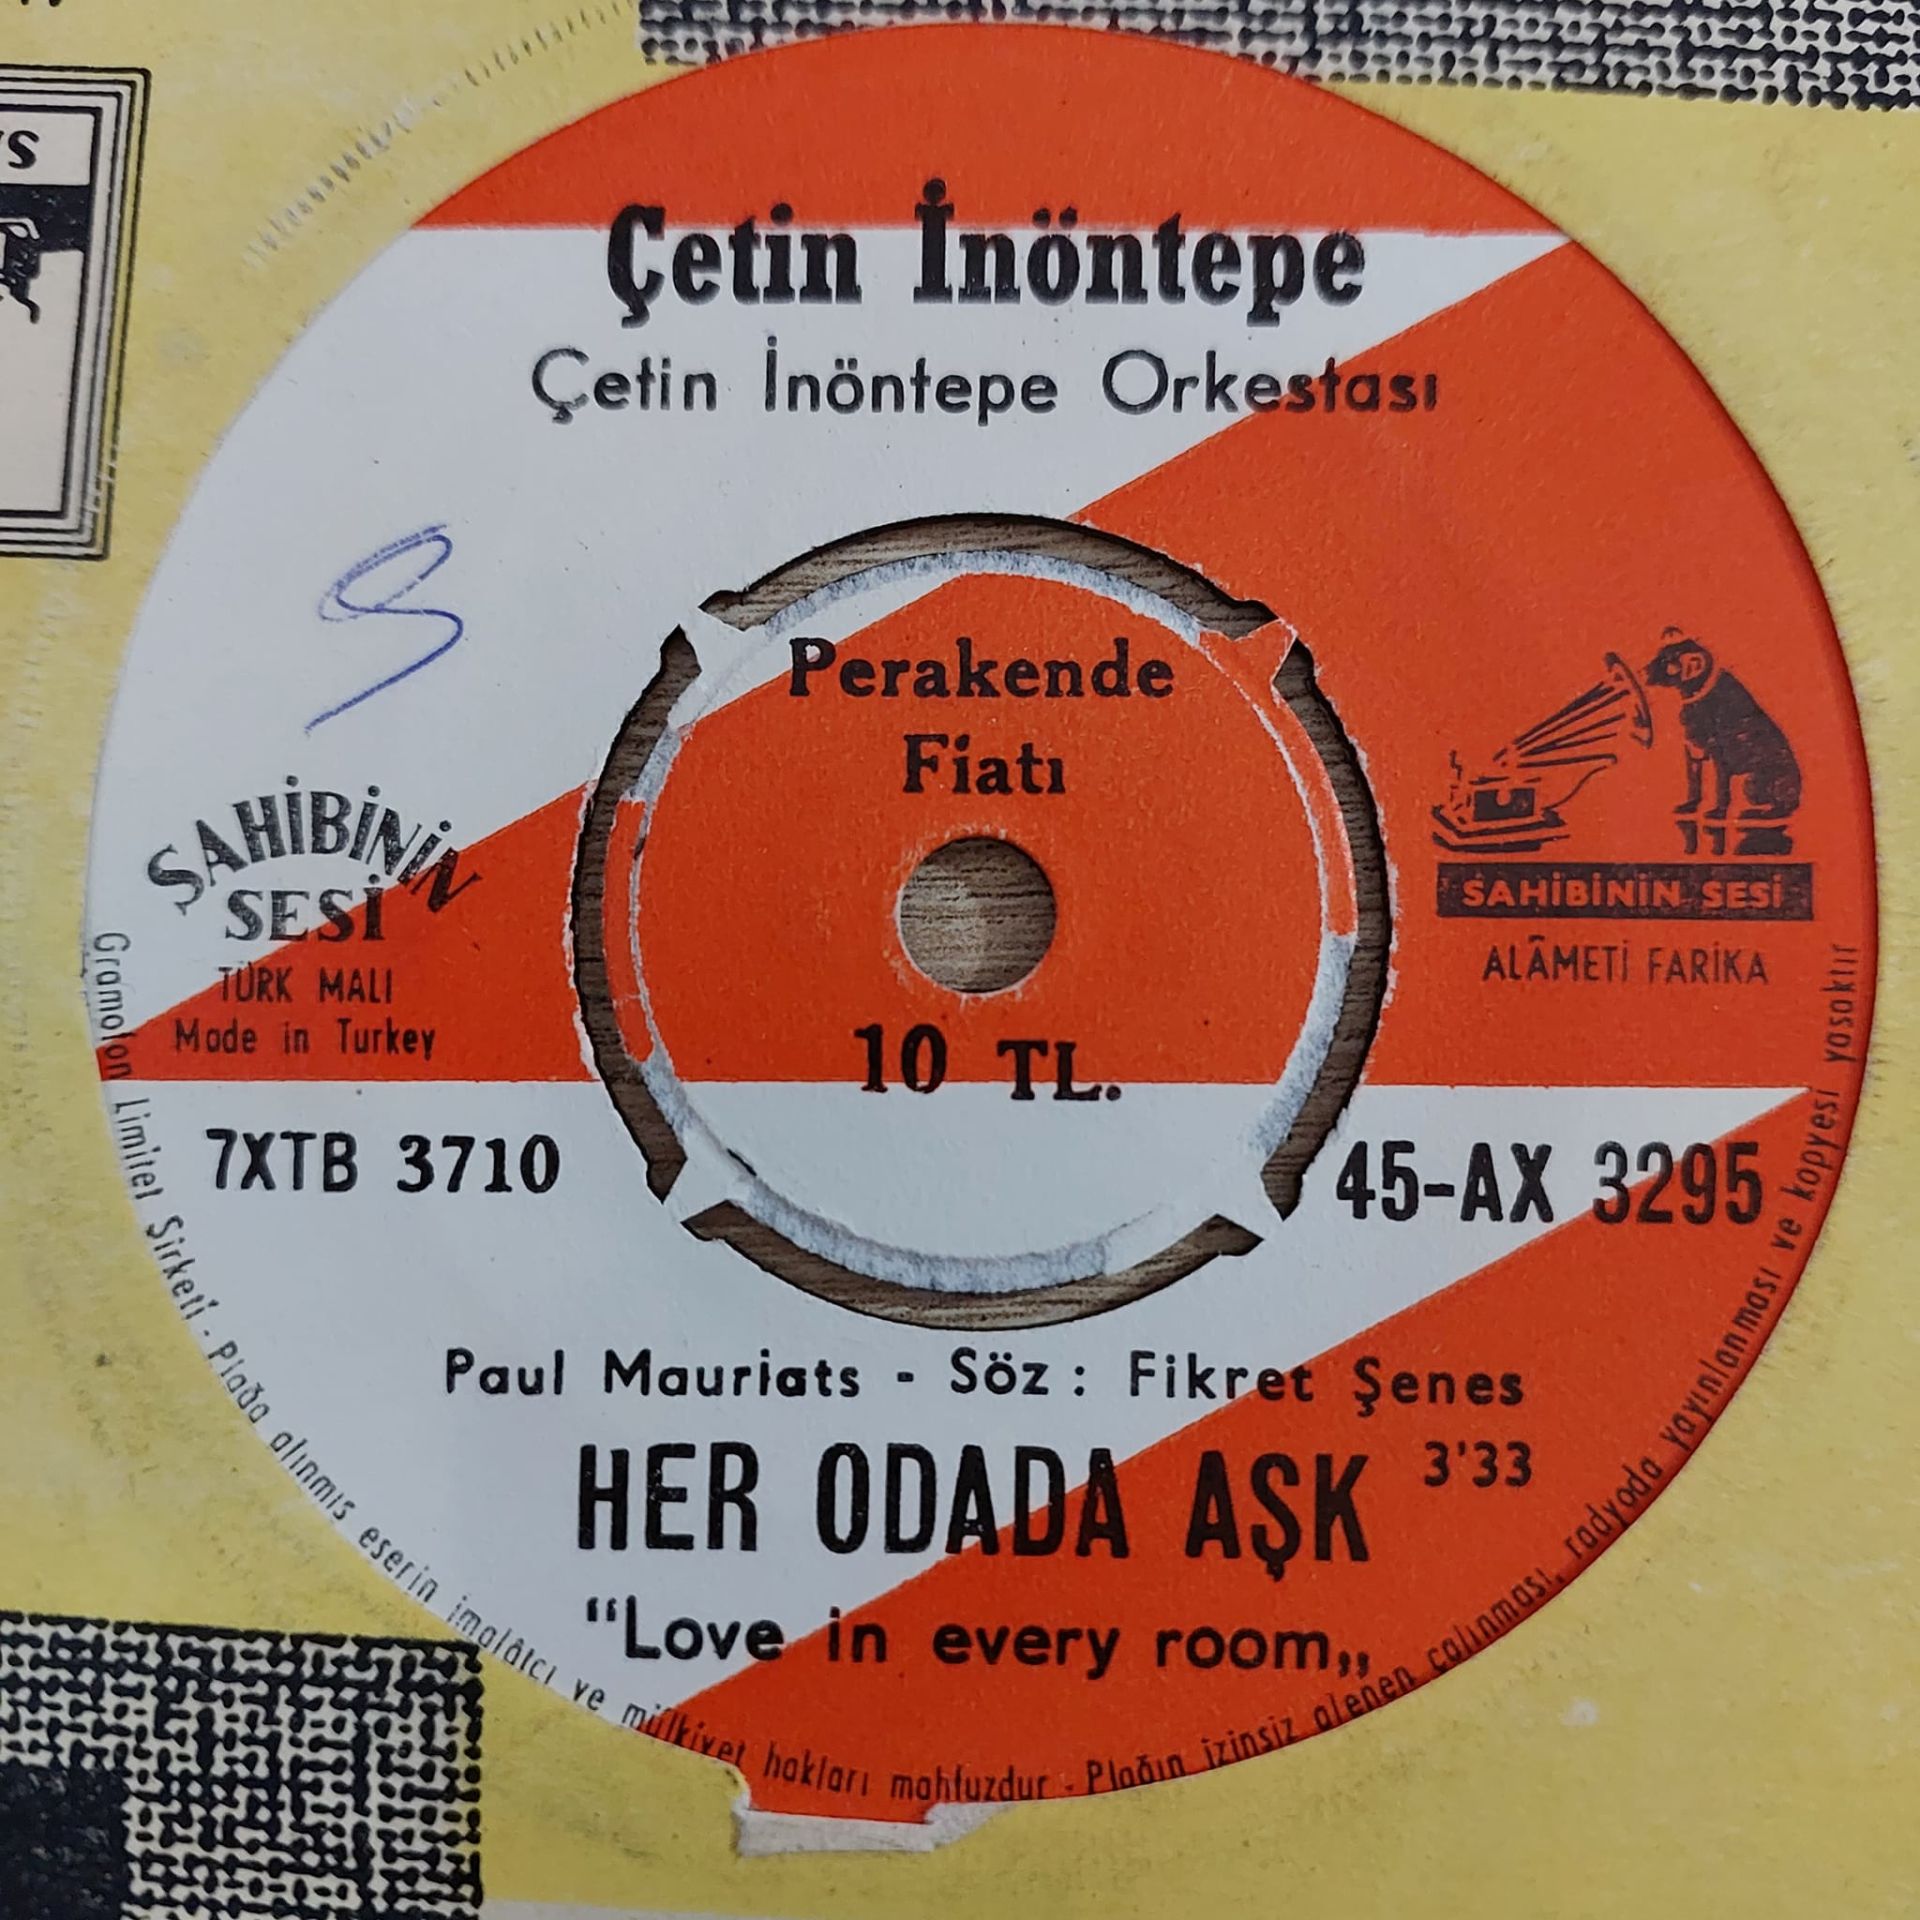 Çetin İnöntepe
Çetin İnöntepe Orkestası
S
Perakende
Fiatı
10 TL.
SAHİBİNİN
SESİ
TÜRK MALI
Made in Turkey
SAHİBİNİN SESİ
ALÂMETİ FARİKA
7XTB 3710
45-AX 3295
Paul Mauriats - Söz : Fikret Şenes
HER ODADA AŞK 3'33
“Love in every room„
Gramofon Limitel Şirketi - Plağa alınmış eserin imalâtcı ve mülkiyet hakları mahfuzdur - Plağın izinsiz alenen calınması, radyoda yayınlanması ve kopyesi yasaktır